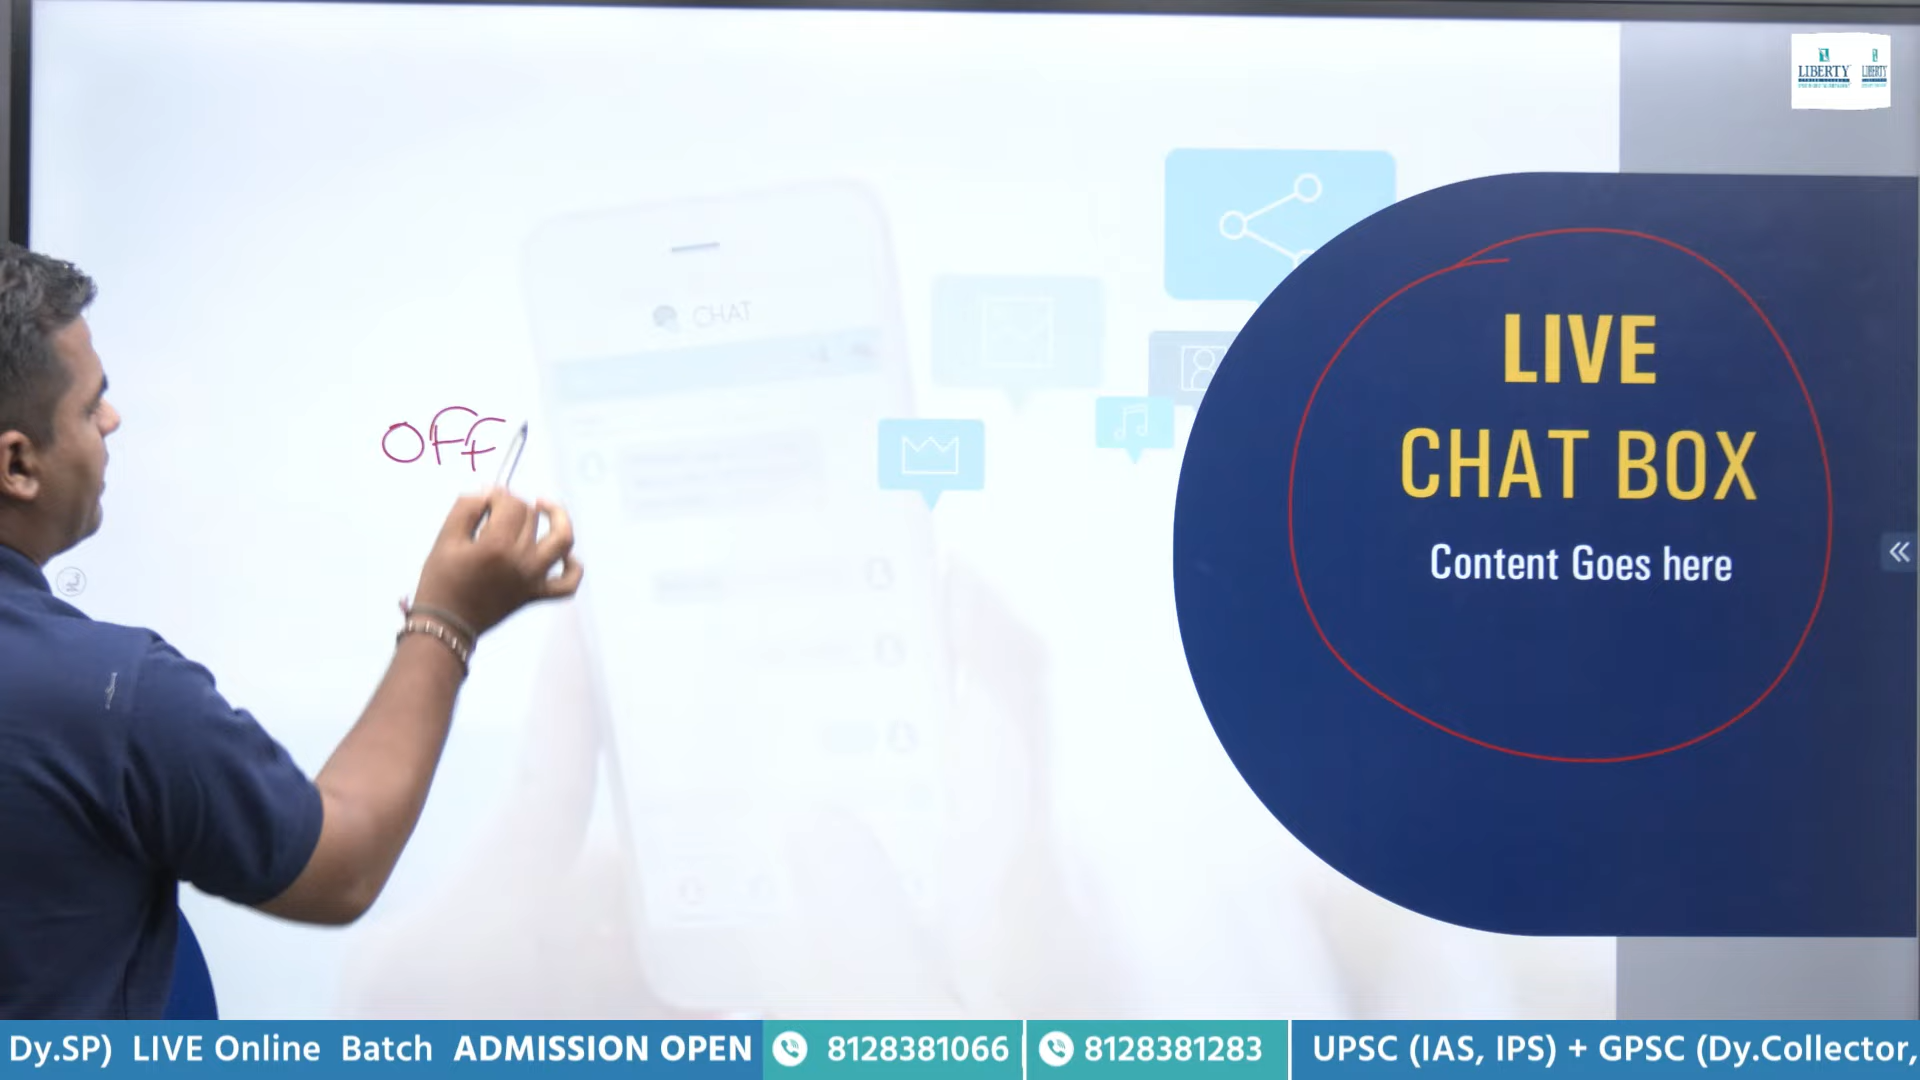 LIBERTY
LIBERTY
CHAT
OFF
LIVE
CHAT BOX
Content Goes here
Dy.SP) LIVE Online Batch ADMISSION OPEN 8128381066 8128381283 UPSC (IAS, IPS) + GPSC (Dy.Collector,